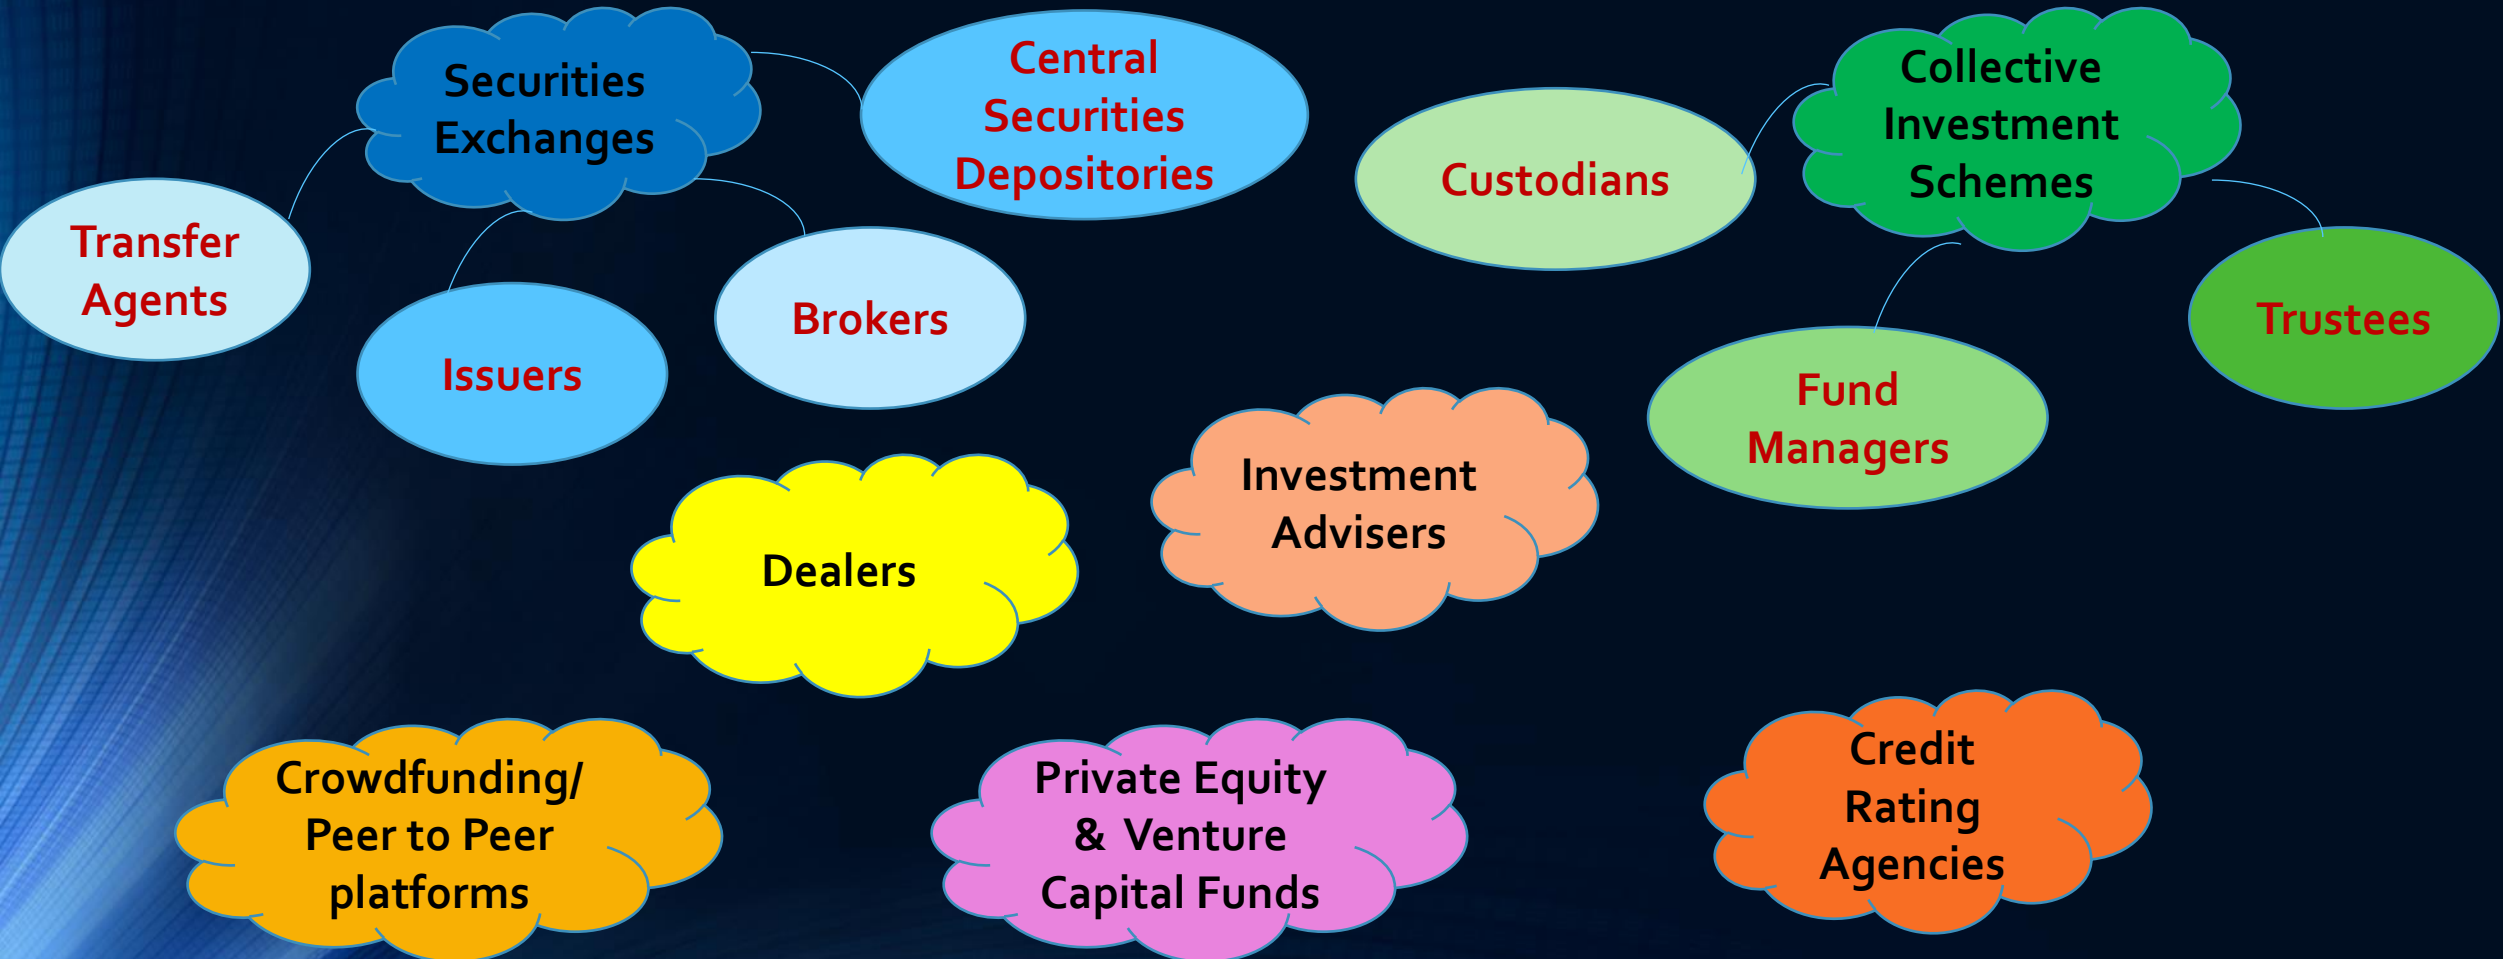 Securities
Exchanges
Central
Securities
Depositories
Collective
Investment
Schemes
Custodians
Transfer
Agents
Issuers
Brokers
Trustees
Fund
Managers
Investment
Advisers
Dealers
Crowdfunding/
Peer to Peer
platforms
Private Equity
& Venture
Capital Funds
Credit
Rating
Agencies